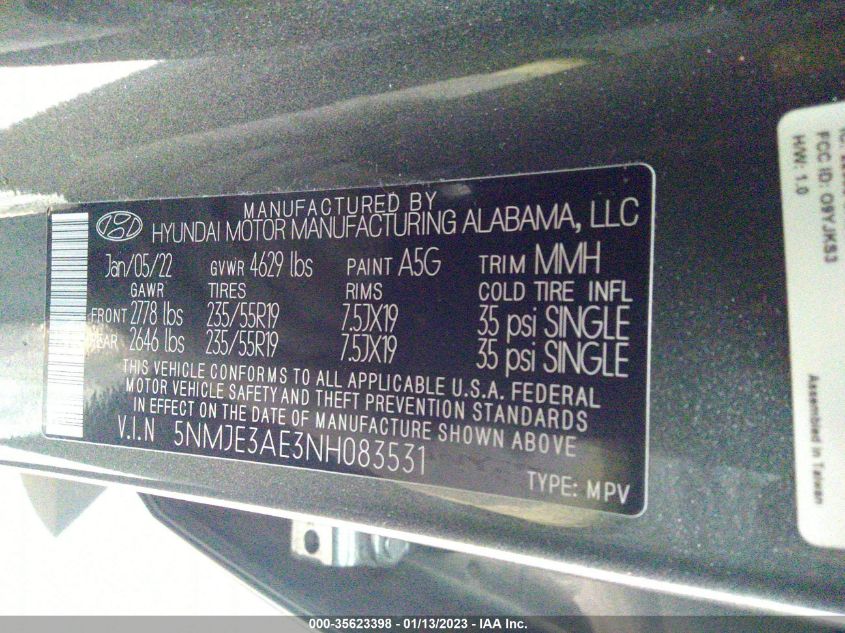 MANUFACTURED BY
HYUNDAI MOTOR MANUFACTURING ALABAMA, LLC
Jan/05/22 GVWR 4629 lbs PAINT A5G TRIM MMH
GAWR TIRES RIMS COLD TIRE INFL
FRONT 2778 lbs 235/55R19 7.5JX19 35 psi SINGLE
REAR 2646 lbs 235/55R19 7.5JX19 35 psi SINGLE
THIS VEHICLE CONFORMS TO ALL APPLICABLE U.S.A. FEDERAL
MOTOR VEHICLE SAFETY AND THEFT PREVENTION STANDARDS
IN EFFECT ON THE DATE OF MANUFACTURE SHOWN ABOVE
V.I.N 5NMJE3AE3NH083531
TYPE: MPV
FCC ID: O9YJKS3
HW: 1.0
Assembled in Taiwan
000-35623398 - 01/13/2023 - IAA Inc.